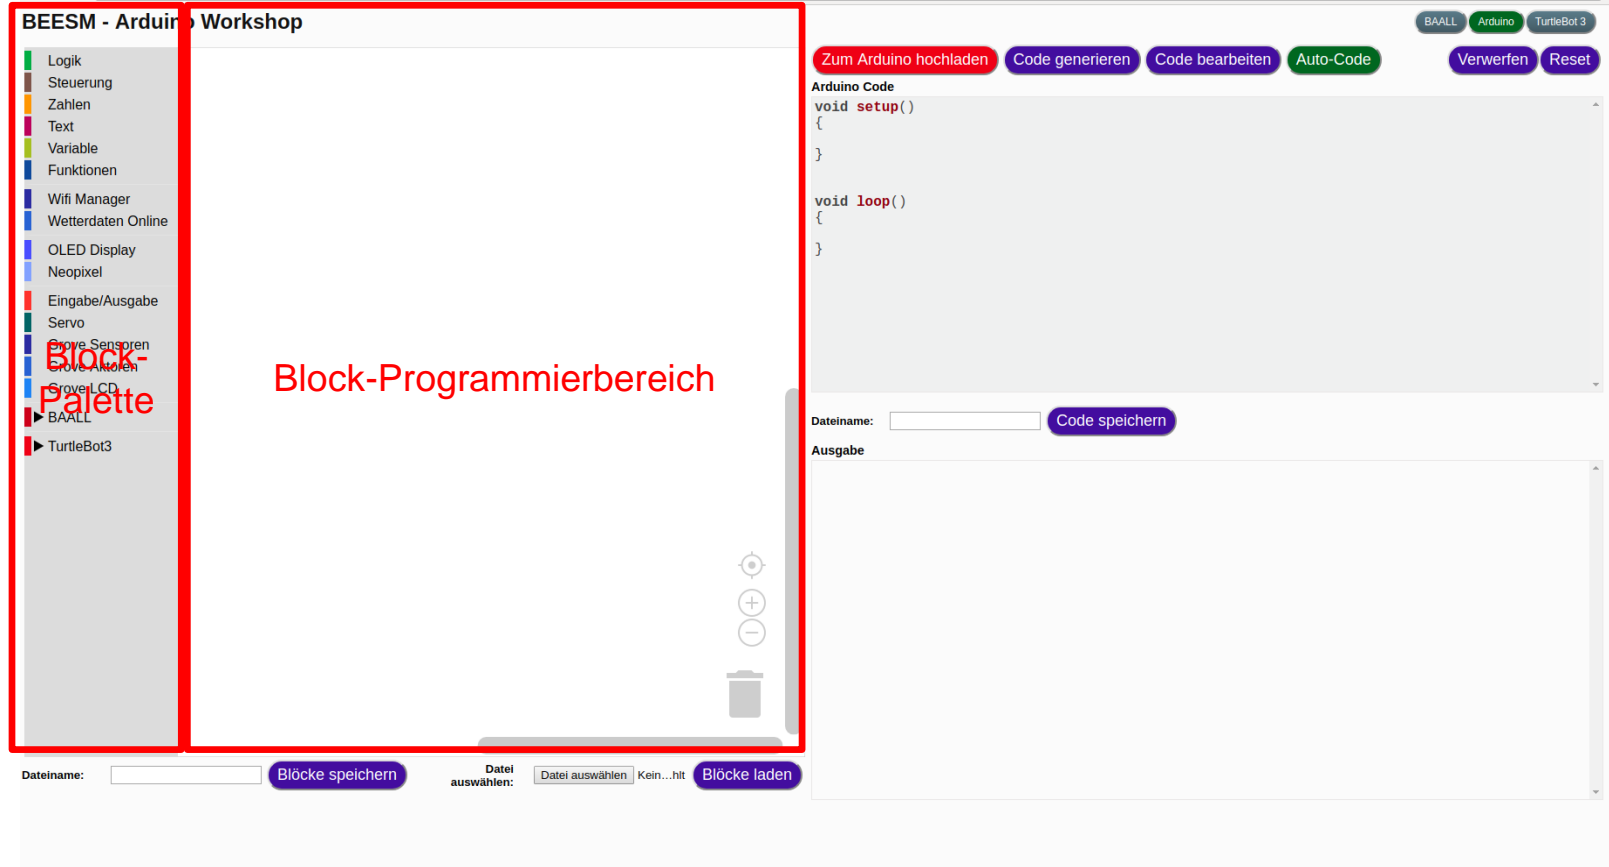 BEESM - Arduino Workshop
BAALL
Arduino
TurtleBot 3
Logik
Steuerung
Zahlen
Text
Variable
Funktionen
Wifi Manager
Wetterdaten Online
OLED Display
Neopixel
Eingabe/Ausgabe
Servo
Grove Sensoren
Grove Aktoren
Grove LCD
BAALL
TurtleBot3
Block-
Palette
Block-Programmierbereich
Zum Arduino hochladen
Code generieren
Code bearbeiten
Auto-Code
Verwerfen
Reset
Arduino Code
void setup()
{
}
void loop()
{
}
Dateiname:
Code speichern
Ausgabe
Dateiname:
Blöcke speichern
Datei
auswählen:
Datei auswählen
Kein…hlt
Blöcke laden